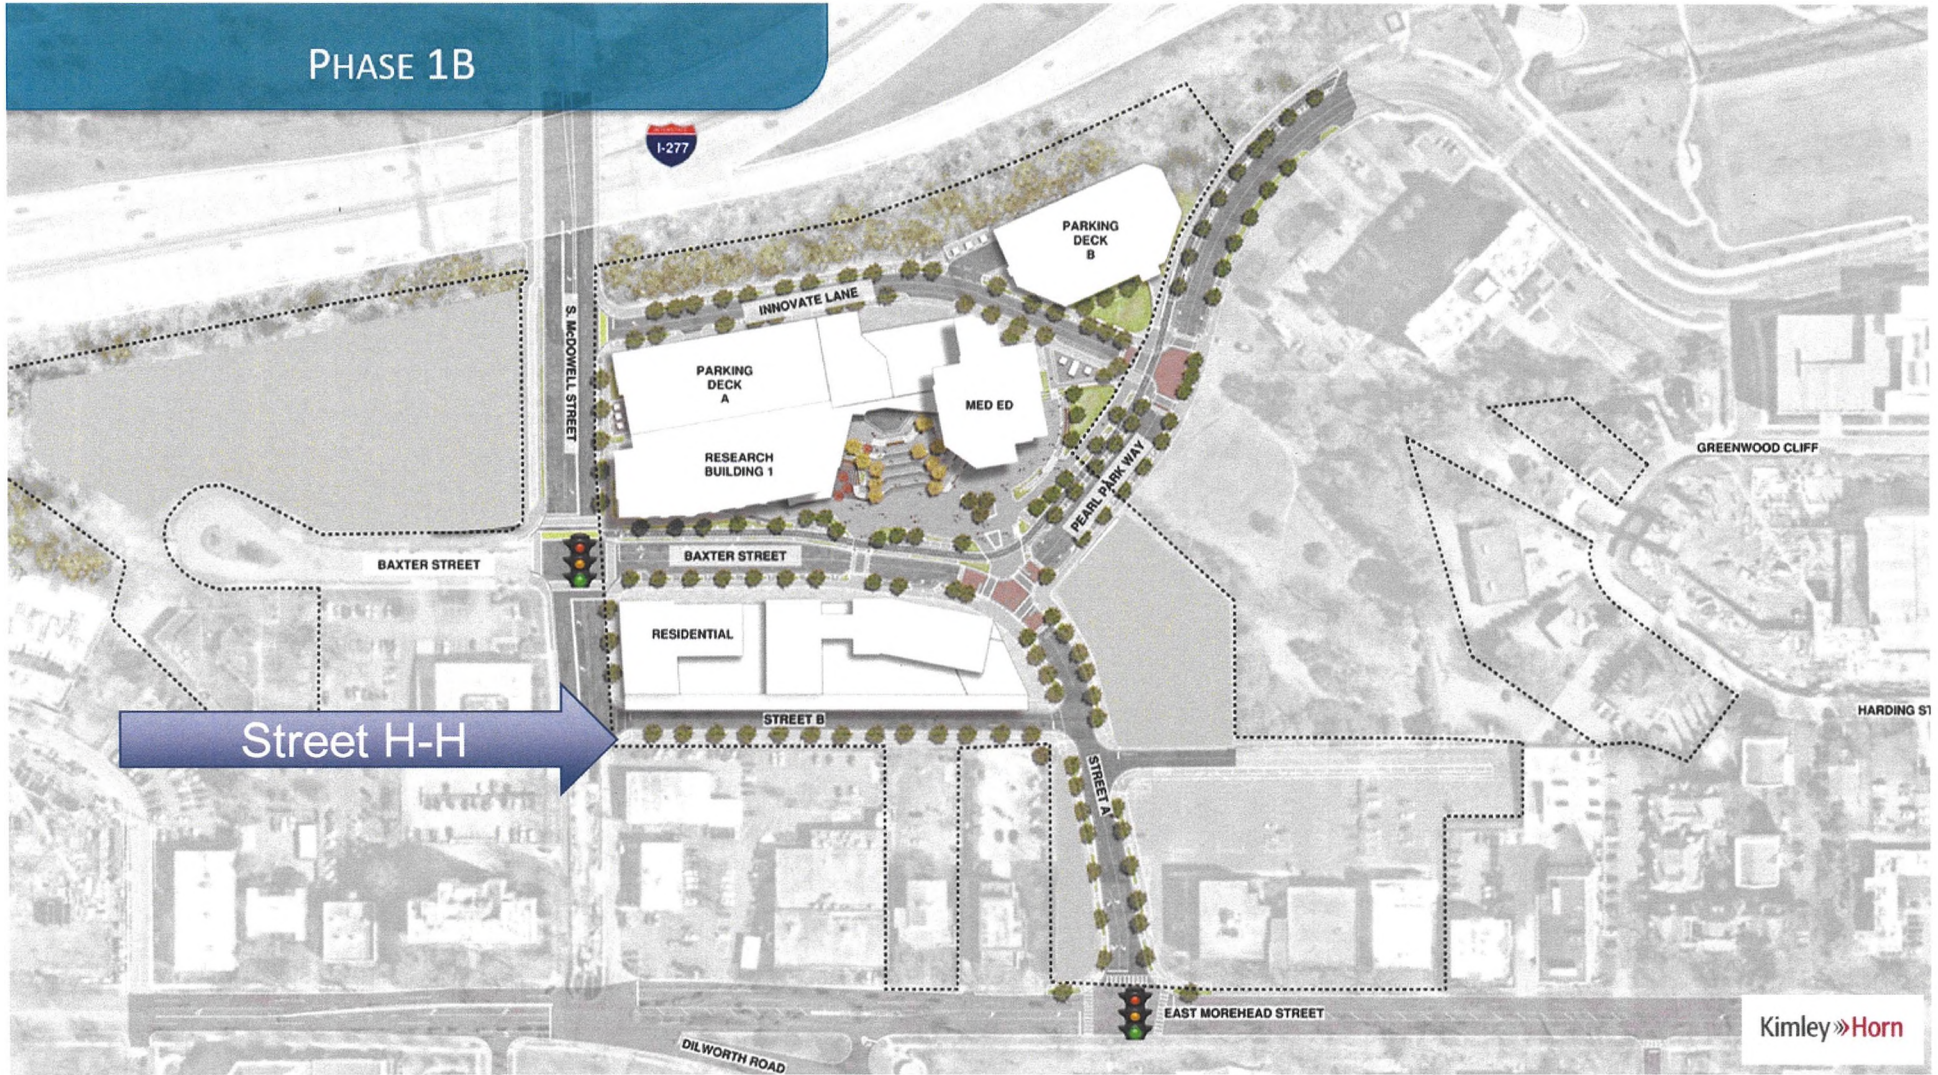 PHASE 1B
INTERSTATE
I-277
PARKING
DECK
B
INNOVATE LANE
S. McDOWELL STREET
PARKING
DECK
A
MED ED
RESEARCH
BUILDING 1
PEARL PARK WAY
GREENWOOD CLIFF
BAXTER STREET
BAXTER STREET
RESIDENTIAL
HARDING ST
STREET B
Street H-H
STREET A
EAST MOREHEAD STREET
DILWORTH ROAD
Kimley»Horn